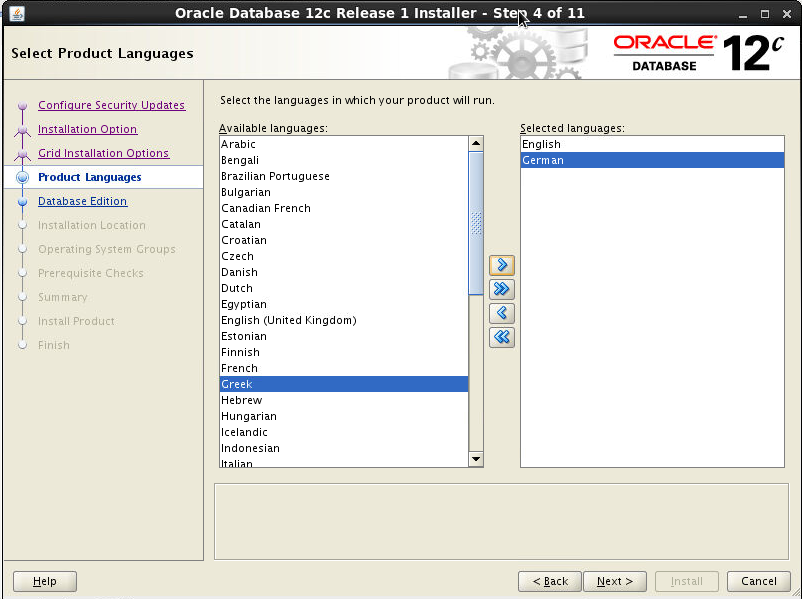 Oracle Database 12c Release 1 Installer - Step 4 of 11
Select Product Languages
ORACLE®
DATABASE
12c
Configure Security Updates
Installation Option
Grid Installation Options
Product Languages
Database Edition
Installation Location
Operating System Groups
Prerequisite Checks
Summary
Install Product
Finish
Select the languages in which your product will run.
Available languages:
Arabic
Bengali
Brazilian Portuguese
Bulgarian
Canadian French
Catalan
Croatian
Czech
Danish
Dutch
Egyptian
English (United Kingdom)
Estonian
Finnish
French
Greek
Hebrew
Hungarian
Icelandic
Indonesian
Italian
Selected languages:
English
German
Help
< Back
Next >
Install
Cancel